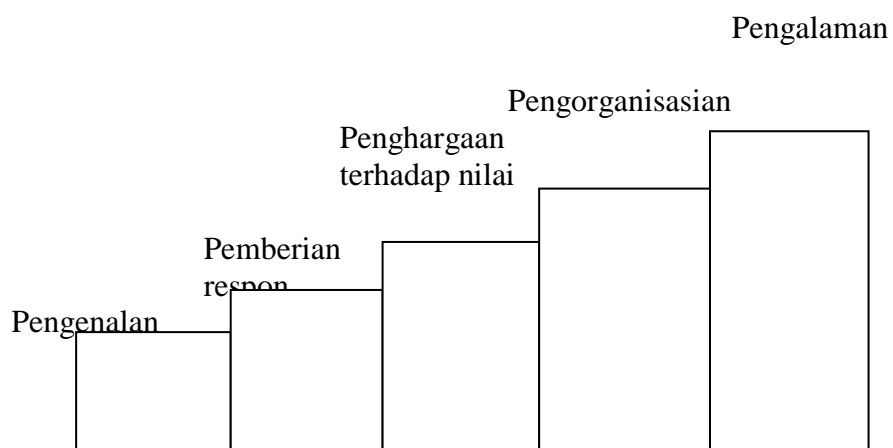 Pengalaman
Pengorganisasian
Penghargaan
terhadap nilai
Pemberian
respon
Pengenalan